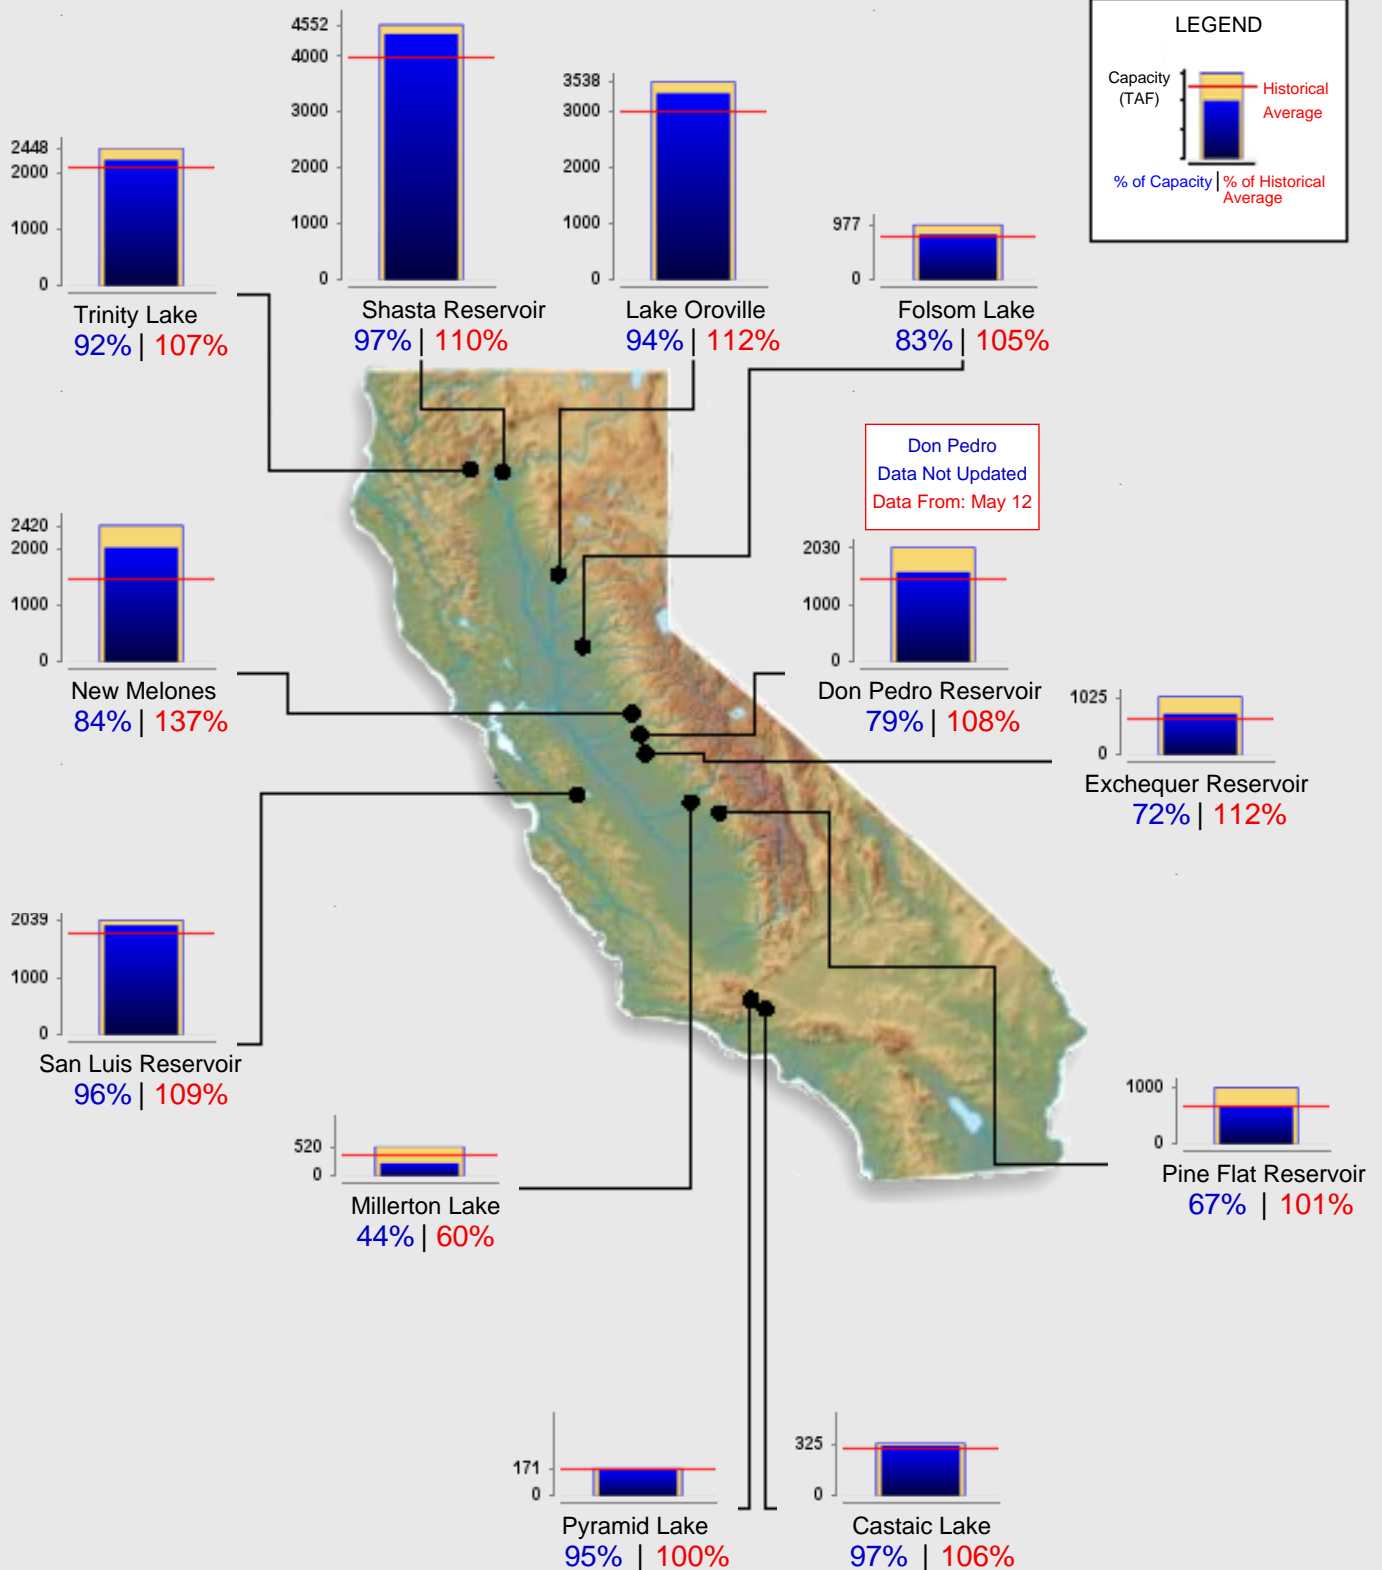 LEGEND
Capacity
(TAF)
Historical
Average
% of Capacity | % of Historical
Average
2448
2000
1000
0
Trinity Lake
92% | 107%
4552
4000
3000
2000
1000
0
Shasta Reservoir
97% | 110%
3538
3000
2000
1000
0
Lake Oroville
94% | 112%
977
0
Folsom Lake
83% | 105%
Don Pedro
Data Not Updated
Data From: May 12
2420
2000
1000
0
New Melones
84% | 137%
2030
1000
0
Don Pedro Reservoir
79% | 108%
1025
0
Exchequer Reservoir
72% | 112%
2039
1000
0
San Luis Reservoir
96% | 109%
520
0
Millerton Lake
44% | 60%
1000
0
Pine Flat Reservoir
67% | 101%
171
0
Pyramid Lake
95% | 100%
325
0
Castaic Lake
97% | 106%